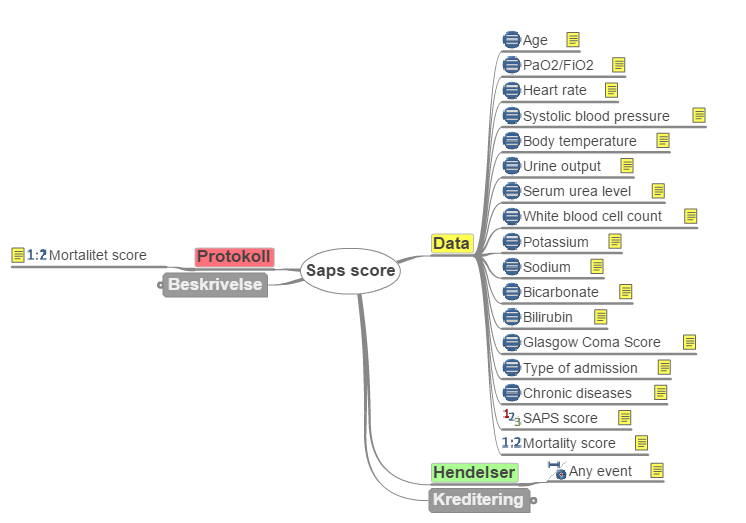 Saps score
Protokoll
1:2 Mortalitet score
Beskrivelse
Data
Age
PaO2/FiO2
Heart rate
Systolic blood pressure
Body temperature
Urine output
Serum urea level
White blood cell count
Potassium
Sodium
Bicarbonate
Bilirubin
Glasgow Coma Score
Type of admission
Chronic diseases
123 SAPS score
1:2 Mortality score
Hendelser
Any event
Kreditering